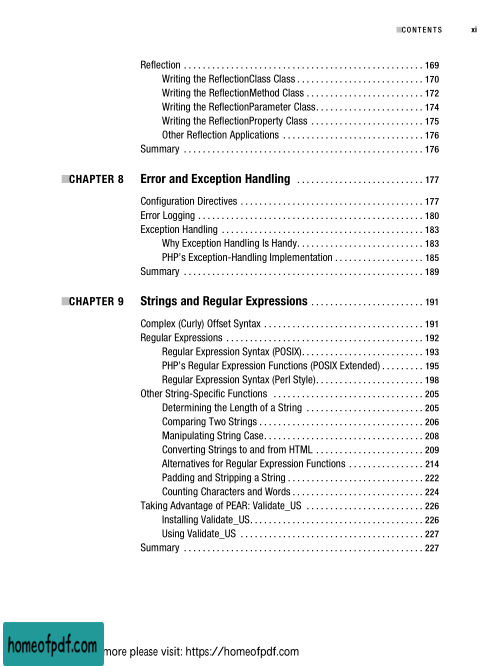 ■CONTENTS xi
Reflection . . . . . . . . . . . . . . . . . . . . . . . . . . . . . . . . . . . . . . . . . . . . . . . . . . . 169
Writing the ReflectionClass Class . . . . . . . . . . . . . . . . . . . . . . . . . . . 170
Writing the ReflectionMethod Class . . . . . . . . . . . . . . . . . . . . . . . . . 172
Writing the ReflectionParameter Class. . . . . . . . . . . . . . . . . . . . . . . 174
Writing the ReflectionProperty Class . . . . . . . . . . . . . . . . . . . . . . . . 175
Other Reflection Applications . . . . . . . . . . . . . . . . . . . . . . . . . . . . . . 176
Summary . . . . . . . . . . . . . . . . . . . . . . . . . . . . . . . . . . . . . . . . . . . . . . . . . . . 176
■CHAPTER 8 Error and Exception Handling . . . . . . . . . . . . . . . . . . . . . . . . . . . 177
Configuration Directives . . . . . . . . . . . . . . . . . . . . . . . . . . . . . . . . . . . . . . . 177
Error Logging . . . . . . . . . . . . . . . . . . . . . . . . . . . . . . . . . . . . . . . . . . . . . . . . 180
Exception Handling . . . . . . . . . . . . . . . . . . . . . . . . . . . . . . . . . . . . . . . . . . . 183
Why Exception Handling Is Handy. . . . . . . . . . . . . . . . . . . . . . . . . . . 183
PHP's Exception-Handling Implementation . . . . . . . . . . . . . . . . . . . 185
Summary . . . . . . . . . . . . . . . . . . . . . . . . . . . . . . . . . . . . . . . . . . . . . . . . . . . 189
■CHAPTER 9 Strings and Regular Expressions . . . . . . . . . . . . . . . . . . . . . . . . 191
Complex (Curly) Offset Syntax . . . . . . . . . . . . . . . . . . . . . . . . . . . . . . . . . . 191
Regular Expressions . . . . . . . . . . . . . . . . . . . . . . . . . . . . . . . . . . . . . . . . . . 192
Regular Expression Syntax (POSIX). . . . . . . . . . . . . . . . . . . . . . . . . . 193
PHP's Regular Expression Functions (POSIX Extended) . . . . . . . . . 195
Regular Expression Syntax (Perl Style). . . . . . . . . . . . . . . . . . . . . . . 198
Other String-Specific Functions . . . . . . . . . . . . . . . . . . . . . . . . . . . . . . . . 205
Determining the Length of a String . . . . . . . . . . . . . . . . . . . . . . . . . 205
Comparing Two Strings . . . . . . . . . . . . . . . . . . . . . . . . . . . . . . . . . . . 206
Manipulating String Case. . . . . . . . . . . . . . . . . . . . . . . . . . . . . . . . . . 208
Converting Strings to and from HTML . . . . . . . . . . . . . . . . . . . . . . . 209
Alternatives for Regular Expression Functions . . . . . . . . . . . . . . . . 214
Padding and Stripping a String . . . . . . . . . . . . . . . . . . . . . . . . . . . . . 222
Counting Characters and Words . . . . . . . . . . . . . . . . . . . . . . . . . . . . 224
Taking Advantage of PEAR: Validate_US . . . . . . . . . . . . . . . . . . . . . . . . . 226
Installing Validate_US. . . . . . . . . . . . . . . . . . . . . . . . . . . . . . . . . . . . . 226
Using Validate_US . . . . . . . . . . . . . . . . . . . . . . . . . . . . . . . . . . . . . . . 227
Summary . . . . . . . . . . . . . . . . . . . . . . . . . . . . . . . . . . . . . . . . . . . . . . . . . . . 227
homeofpdf.com more please visit: https://homeofpdf.com